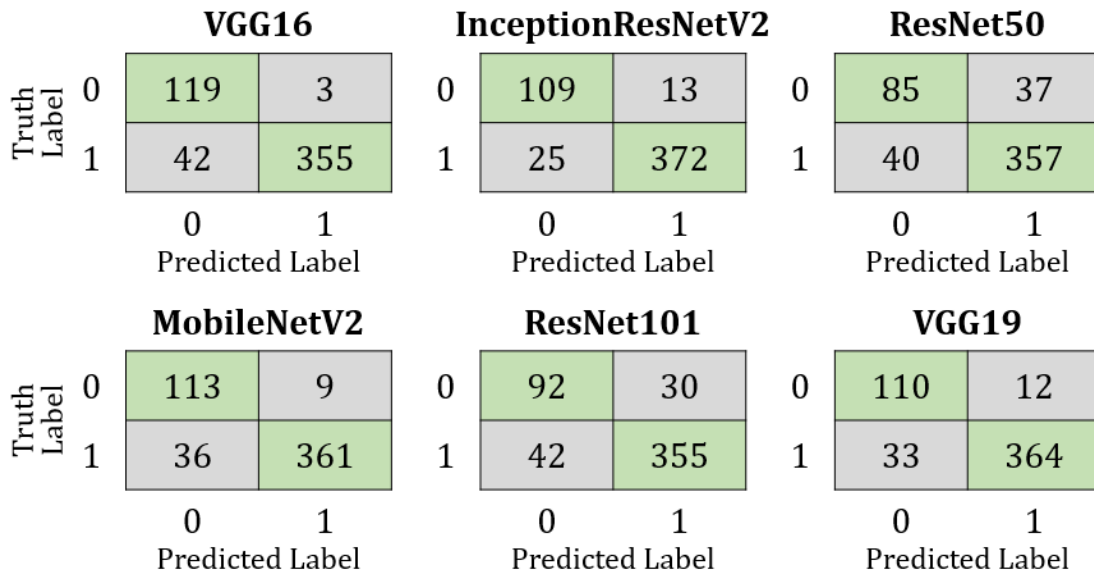 VGG16 InceptionResNetV2 ResNet50
Truth Label
0 119 3 0 109 13 0 85 37
1 42 355 1 25 372 1 40 357
0 1 0 1 0 1
Predicted Label Predicted Label Predicted Label
MobileNetV2 ResNet101 VGG19
Truth Label
0 113 9 0 92 30 0 110 12
1 36 361 1 42 355 1 33 364
0 1 0 1 0 1
Predicted Label Predicted Label Predicted Label